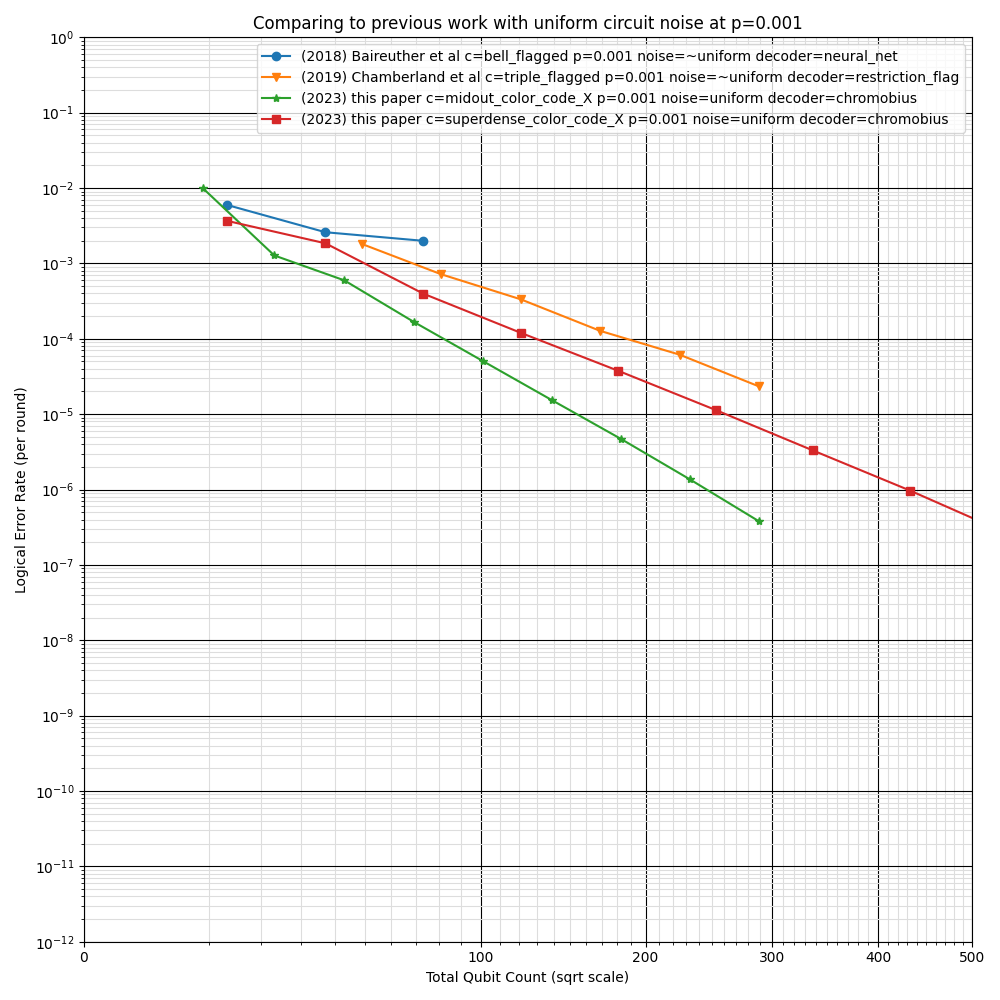 Comparing to previous work with uniform circuit noise at p=0.001
(2018) Baireuther et al c=bell_flagged p=0.001 noise=~uniform decoder=neural_net
(2019) Chamberland et al c=triple_flagged p=0.001 noise=~uniform decoder=restriction_flag
(2023) this paper c=midout_color_code_X p=0.001 noise=uniform decoder=chromobius
(2023) this paper c=superdense_color_code_X p=0.001 noise=uniform decoder=chromobius
Logical Error Rate (per round)
10⁰
10⁻¹
10⁻²
10⁻³
10⁻⁴
10⁻⁵
10⁻⁶
10⁻⁷
10⁻⁸
10⁻⁹
10⁻¹⁰
10⁻¹¹
10⁻¹²
0 100 200 300 400 500
Total Qubit Count (sqrt scale)